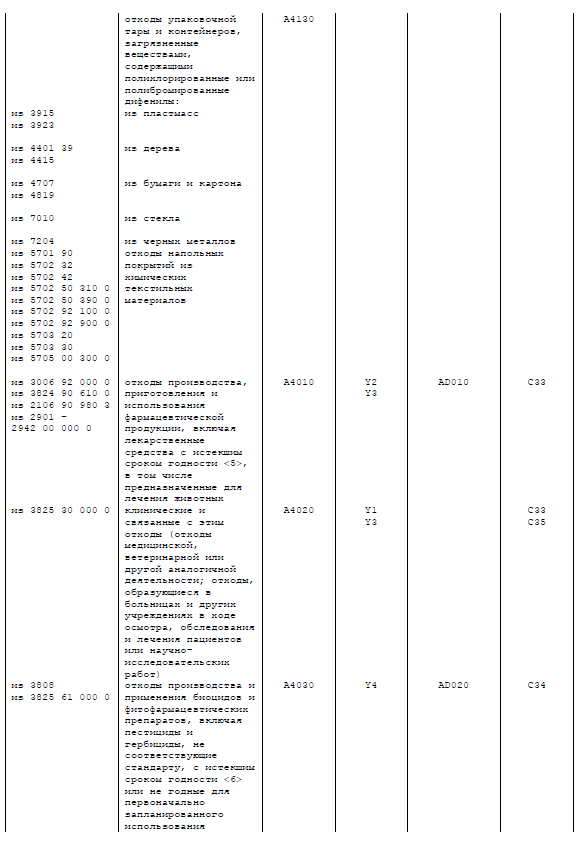 отходы упаковочной A4130
тары и контейнеров,
загрязненные
веществами,
содержащими
полихлорированные или
полибромированные
дифенилы:
из 3915 из пластмасс
из 3923
из 4401 39 из дерева
из 4415
из 4707 из бумаги и картона
из 4819
из 7010 из стекла
из 7204 из черных металлов
из 5701 90 отходы напольных
из 5702 32 покрытий из
из 5702 42 химических
из 5702 50 310 0 текстильных
из 5702 50 390 0 материалов
из 5702 92 100 0
из 5702 92 900 0
из 5703 20
из 5703 30
из 5705 00 300 0
из 3006 92 000 0 отходы производства, A4010 Y2 AD010 C33
из 3824 90 610 0 приготовления и Y3
из 2106 90 980 3 использования
из 2901 - фармацевтической
2942 00 000 0 продукции, включая
лекарственные
средства с истекшим
сроком годности <5>,
в том числе
предназначенные для
лечения животных
из 3825 30 000 0 клинические и A4020 Y1 C33
связанные с этим Y3 C35
отходы (отходы
медицинской,
ветеринарной или
другой аналогичной
деятельности; отходы,
образующиеся в
больницах и других
учреждениях в ходе
осмотра, обследования
и лечения пациентов
или научно-
исследовательских
работ)
из 3808 отходы производства и A4030 Y4 AD020 C34
из 3825 61 000 0 применения биоцидов и
фитофармацевтических
препаратов, включая
пестициды и
гербициды, не
соответствующие
стандарту, с истекшим
сроком годности <6>
или не годные для
первоначально
запланированного
использования